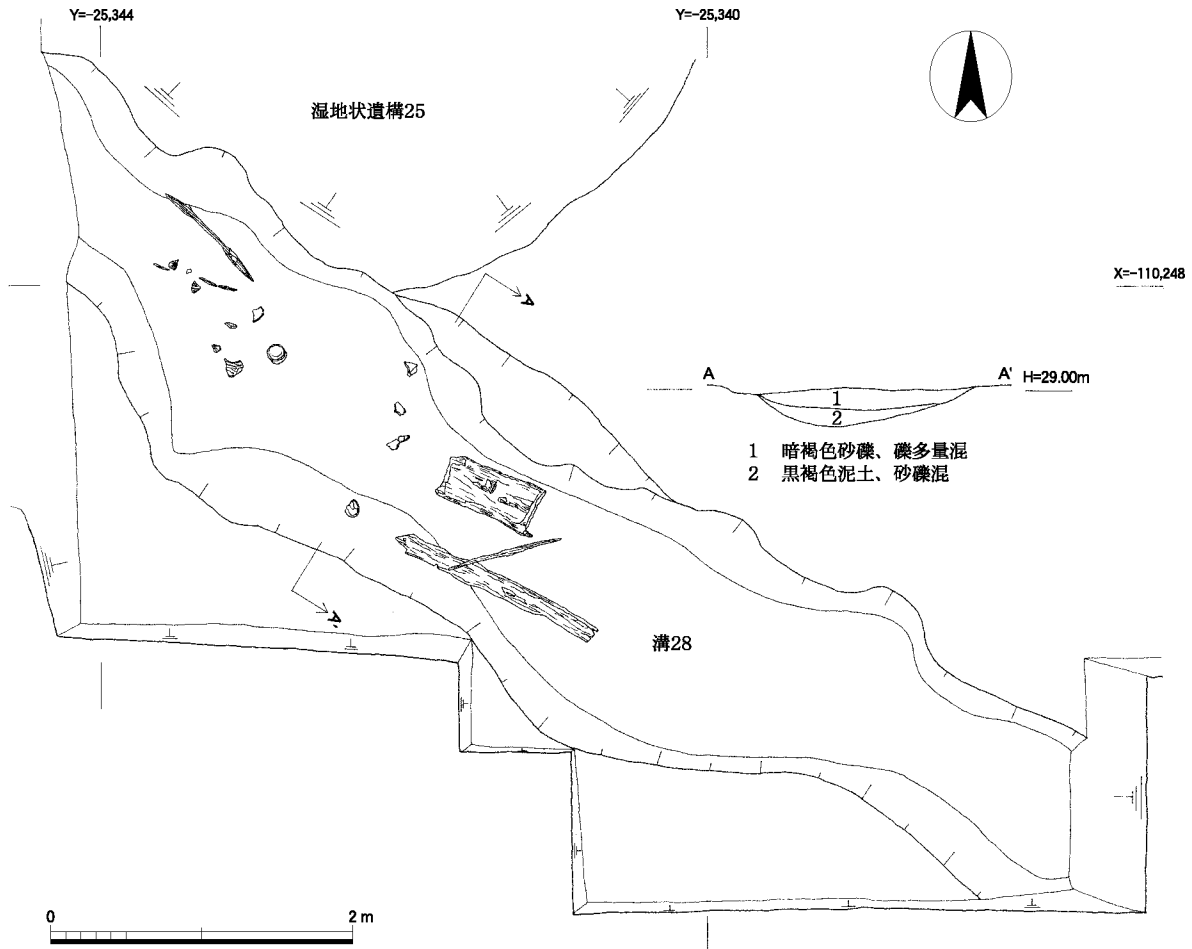 Y=-25,344
Y=-25,340
湿地状遺構25
X=-110,248
A
A'
A
A' H=29.00m
1
2
1 暗褐色砂礫、礫多量混
2 黒褐色泥土、砂礫混
溝28
0 2 m